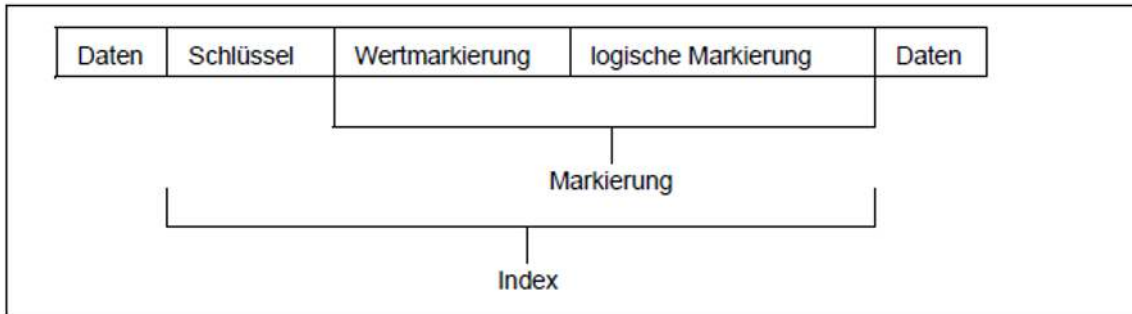 Daten Schlüssel Wertmarkierung logische Markierung Daten
Markierung
Index